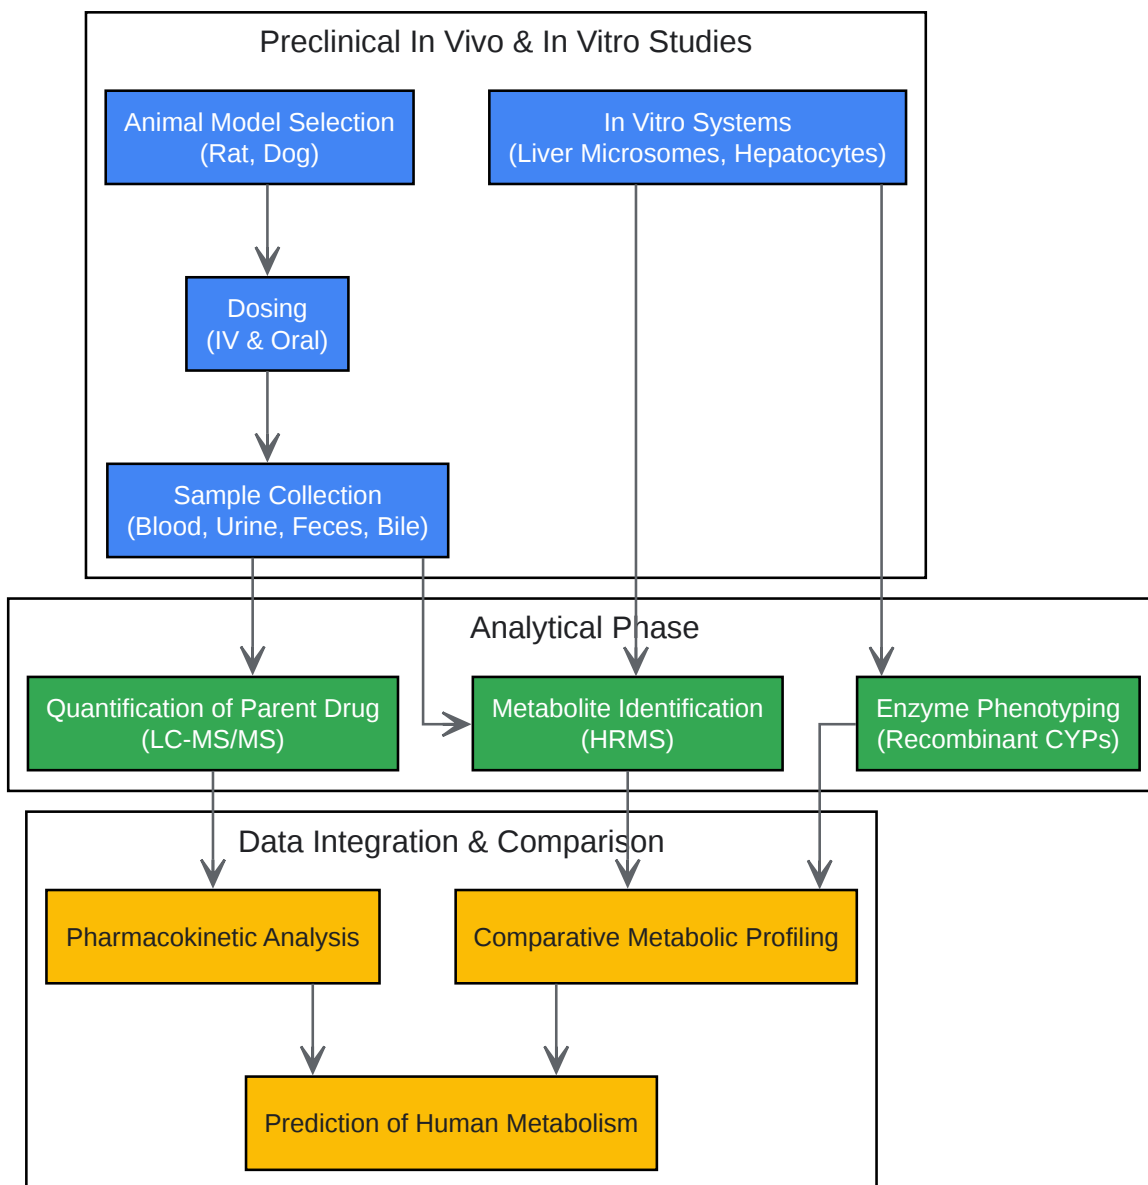 Preclinical In Vivo & In Vitro Studies
Animal Model Selection
(Rat, Dog)
In Vitro Systems
(Liver Microsomes, Hepatocytes)
Dosing
(IV & Oral)
Sample Collection
(Blood, Urine, Feces, Bile)
Analytical Phase
Quantification of Parent Drug
(LC-MS/MS)
Metabolite Identification
(HRMS)
Enzyme Phenotyping
(Recombinant CYPs)
Data Integration & Comparison
Pharmacokinetic Analysis
Comparative Metabolic Profiling
Prediction of Human Metabolism